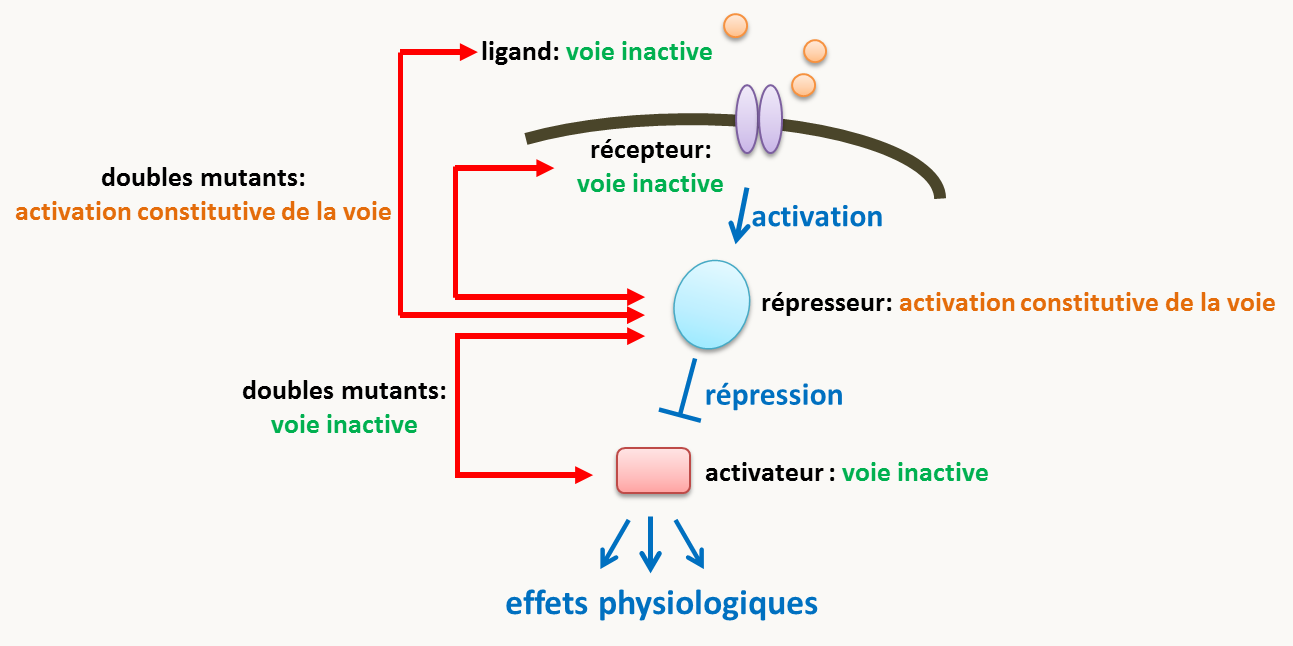 ligand: voie inactive
récepteur:
voie inactive
doubles mutants:
activation constitutive de la voie
activation
répresseur: activation constitutive de la voie
répression
doubles mutants:
voie inactive
activateur : voie inactive
effets physiologiques